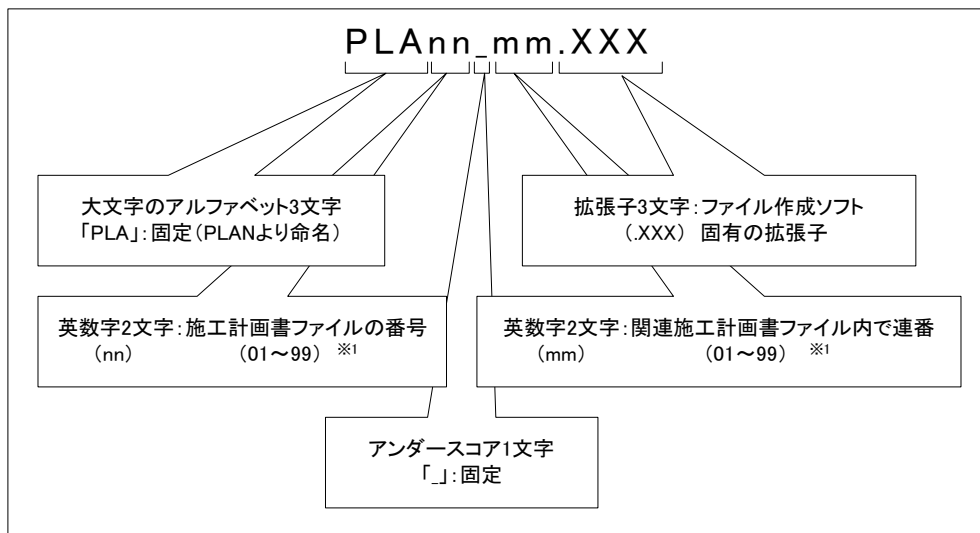 PLAnn_mm.XXX
大文字のアルファベット3文字
「PLA」:固定(PLANより命名)
拡張子3文字:ファイル作成ソフト
(.XXX) 固有の拡張子
英数字2文字:施工計画書ファイルの番号
(nn) (01～99) ※1
英数字2文字:関連施工計画書ファイル内で連番
(mm) (01～99) ※1
アンダースコア1文字
「_」:固定